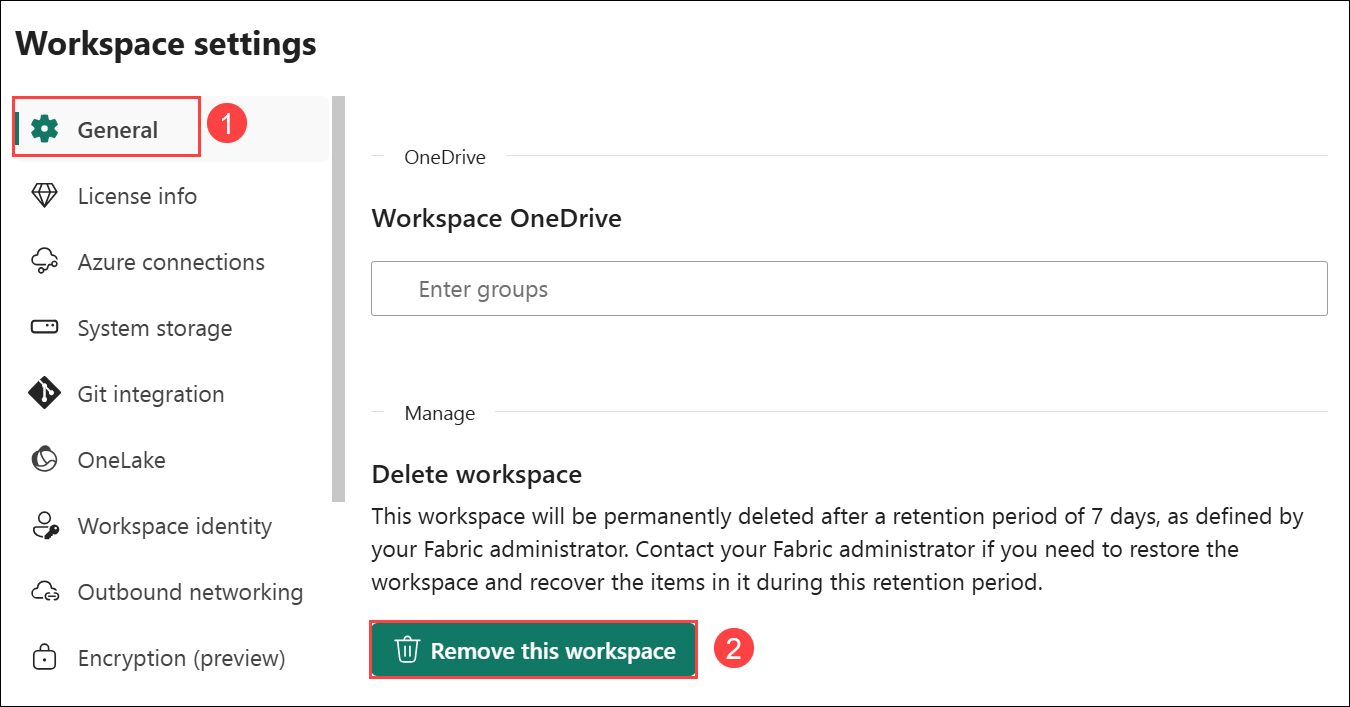 Workspace settings
General
1
License info
Azure connections
System storage
Git integration
OneLake
Workspace identity
Outbound networking
Encryption (preview)
OneDrive
Workspace OneDrive
Enter groups
Manage
Delete workspace
This workspace will be permanently deleted after a retention period of 7 days, as defined by
your Fabric administrator. Contact your Fabric administrator if you need to restore the
workspace and recover the items in it during this retention period.
Remove this workspace
2